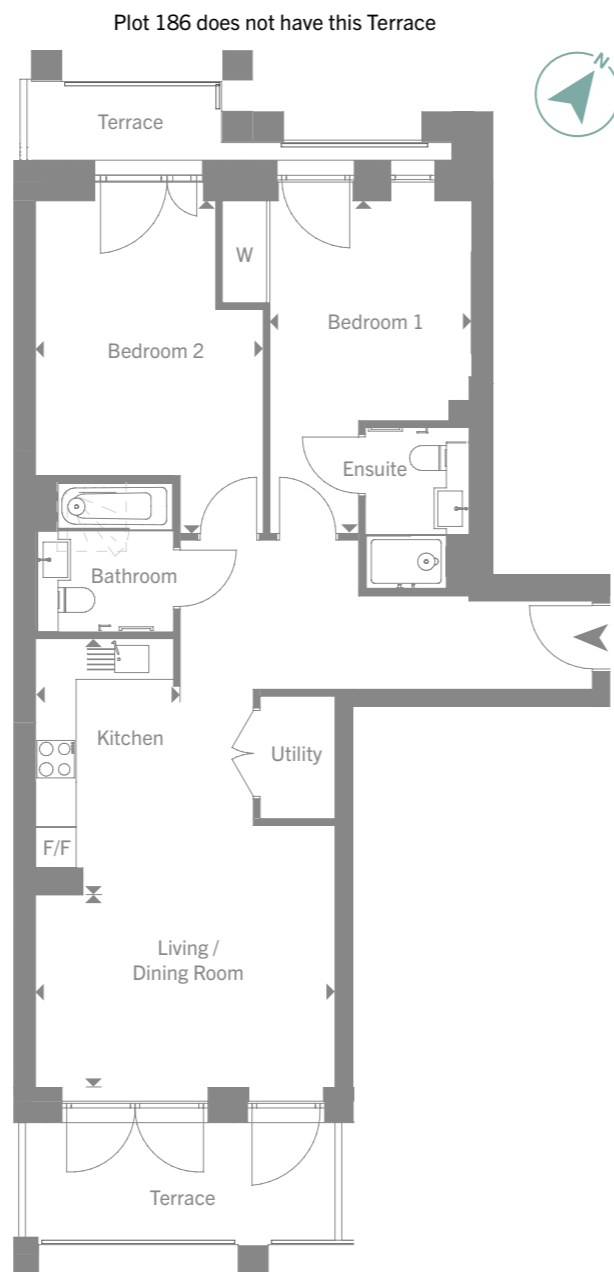 Plot 186 does not have this Terrace
N
Terrace
W
Bedroom 1
Bedroom 2
Ensuite
Bathroom
Kitchen
Utility
F/F
Living /
Dining Room
Terrace